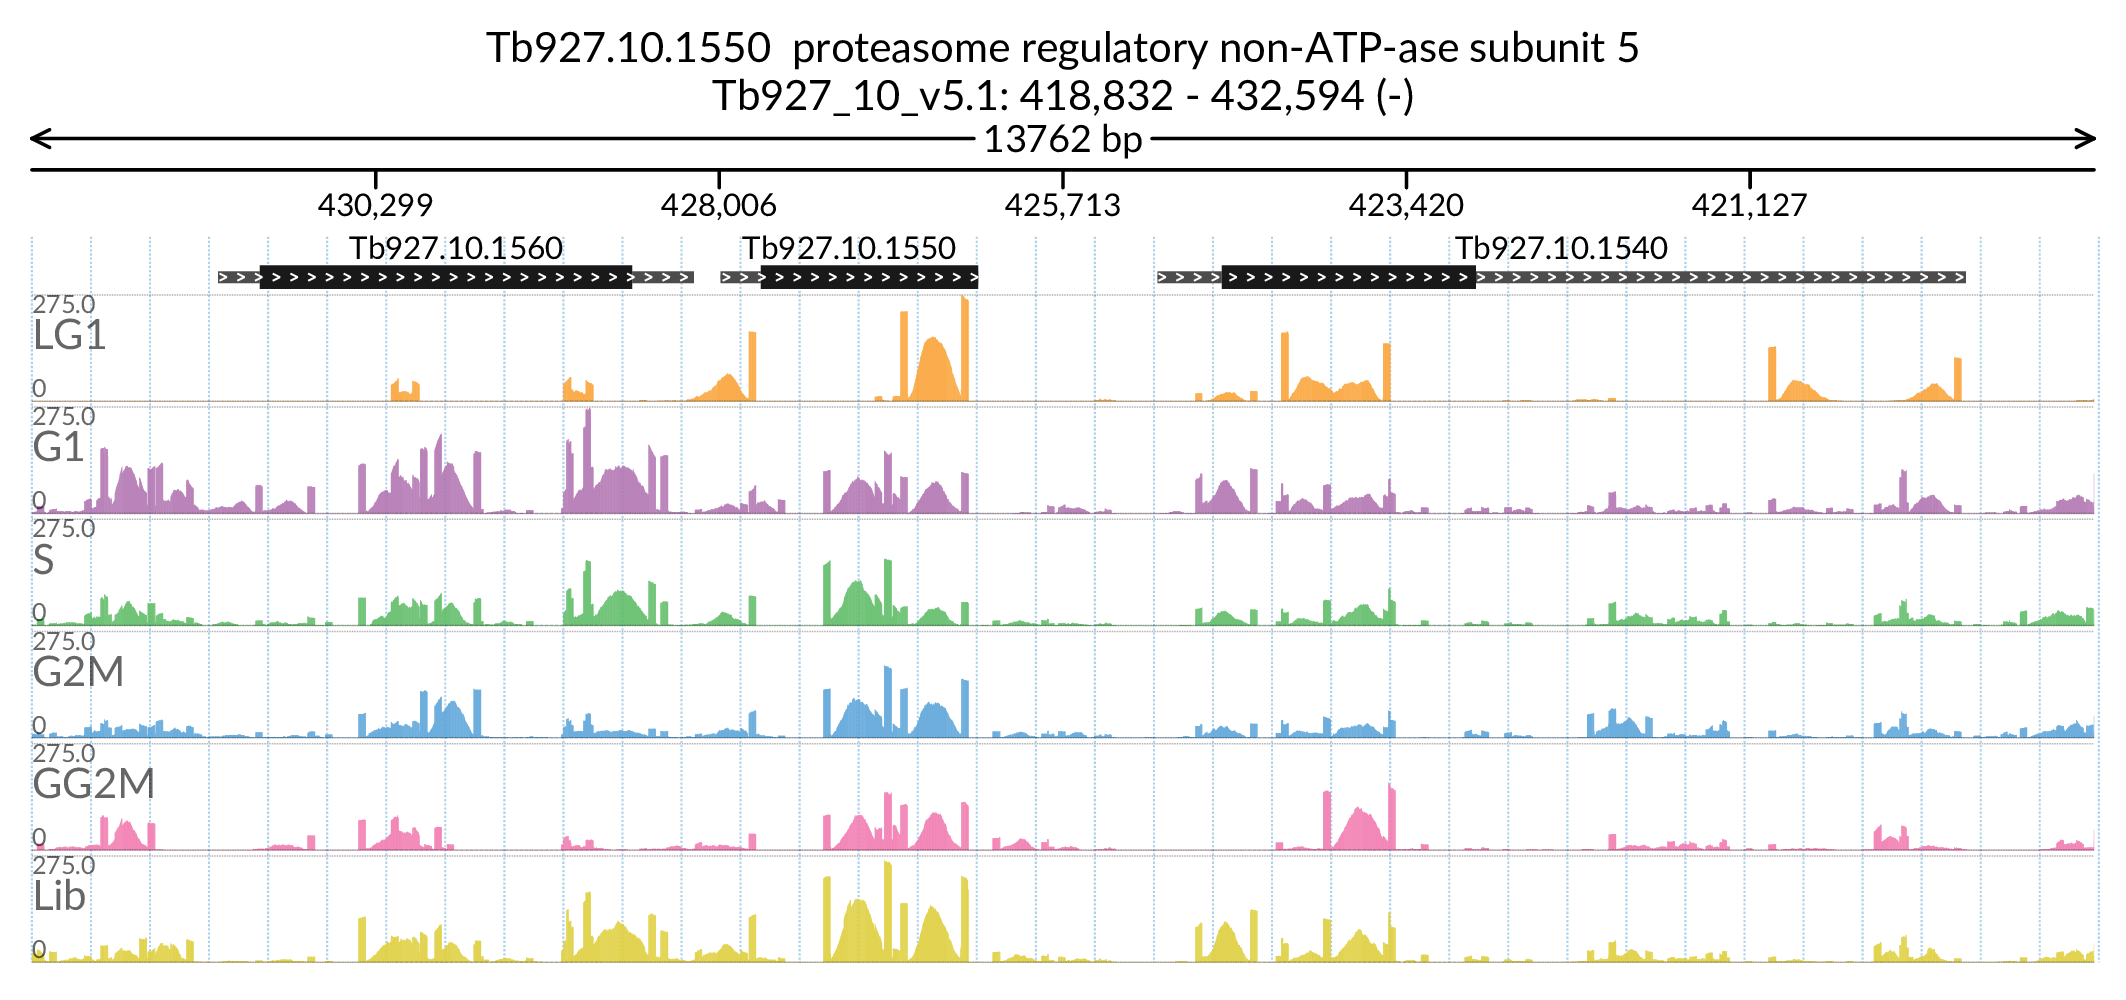 Tb927.10.1550  proteasome regulatory non-ATP-ase subunit 5
Tb927_10_v5.1: 418,832 - 432,594 (-)
13762 bp
430,299 428,006 425,713 423,420 421,127
Tb927.10.1560 Tb927.10.1550 Tb927.10.1540
275.0
LG1
0
275.0
G1
0
275.0
S
0
275.0
G2M
0
275.0
GG2M
0
275.0
Lib
0